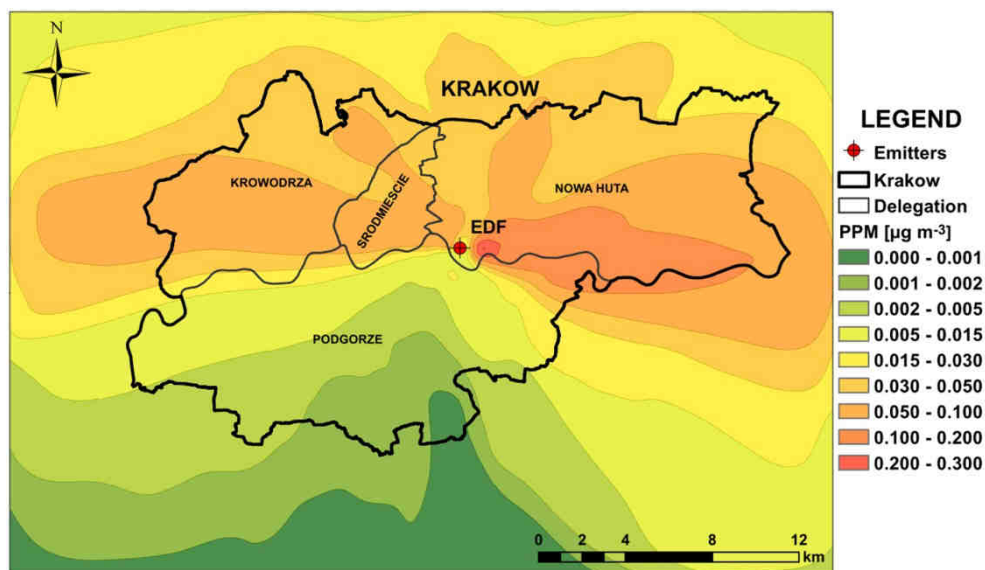 N
KRAKOW
KROWODRZA
SRODMIESCIE
NOWA HUTA
EDF
PODGORZE
0 2 4 8 12
km
LEGEND
Emitters
Krakow
Delegation
PPM [µg m-3]
0.000 - 0.001
0.001 - 0.002
0.002 - 0.005
0.005 - 0.015
0.015 - 0.030
0.030 - 0.050
0.050 - 0.100
0.100 - 0.200
0.200 - 0.300